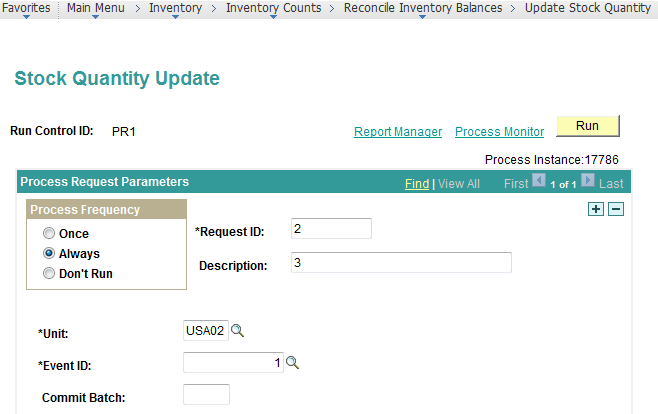 Favorites Main Menu > Inventory > Inventory Counts > Reconcile Inventory Balances > Update Stock Quantity
Stock Quantity Update
Run Control ID: PR1 Report Manager Process Monitor Run
Process Instance:17786
Process Request Parameters Find | View All First 1 of 1 Last
Process Frequency
Once
*Request ID: 2
Always
Description: 3
Don't Run
*Unit: USA02
*Event ID: 1
Commit Batch: